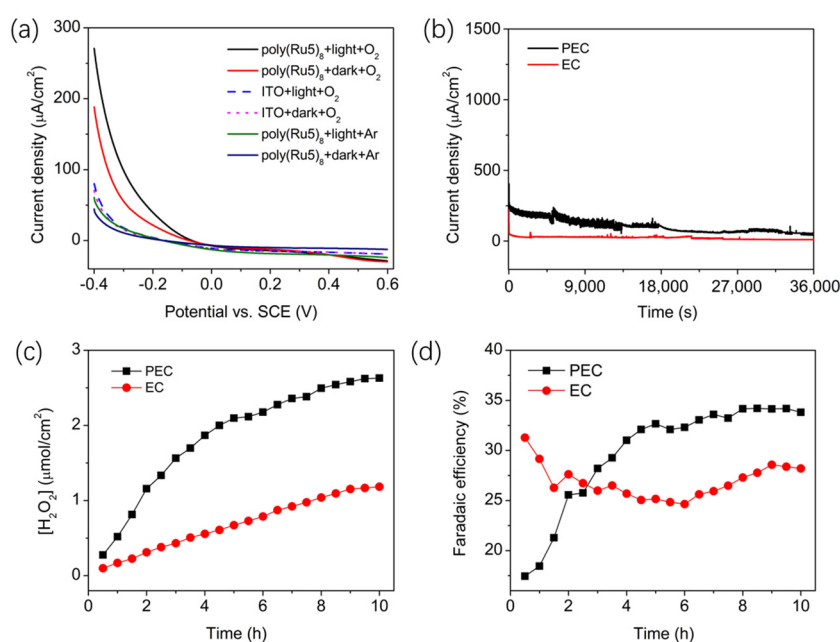 (a)
300
200
100
0
Current density (μA/cm²)
-0.4
-0.2
0.0
0.2
0.4
0.6
Potential vs. SCE (V)
poly(Ru5)₈+light+O₂
poly(Ru5)₈+dark+O₂
ITO+light+O₂
ITO+dark+O₂
poly(Ru5)₈+light+Ar
poly(Ru5)₈+dark+Ar
(b)
1500
1250
500
250
0
Current density (μA/cm²)
0
9,000
18,000
27,000
36,000
Time (s)
PEC
EC
(c)
3
2
1
0
[H₂O₂] (μmol/cm²)
0
2
4
6
8
10
Time (h)
PEC
EC
(d)
40
35
33
25
25
20
Faradaic efficiency (%)
0
2
4
6
8
10
Time (h)
PEC
EC